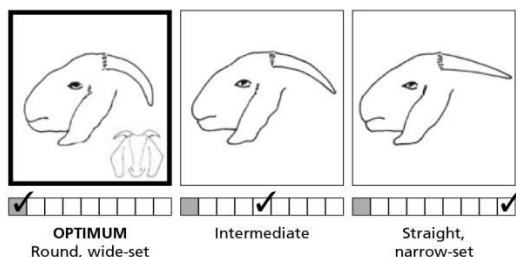 OPTIMUM
Round, wide-set
Intermediate
Straight,
narrow-set